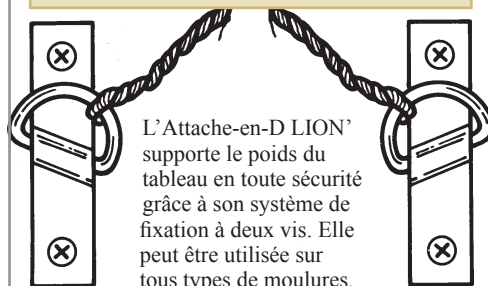 L’Attache-en-D LION’
supporte le poids du
tableau en toute sécurité
grâce à son système de
fixation à deux vis. Elle
peut être utilisée sur
tous types de moulures.